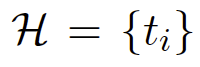 ℋ = {tᵢ}